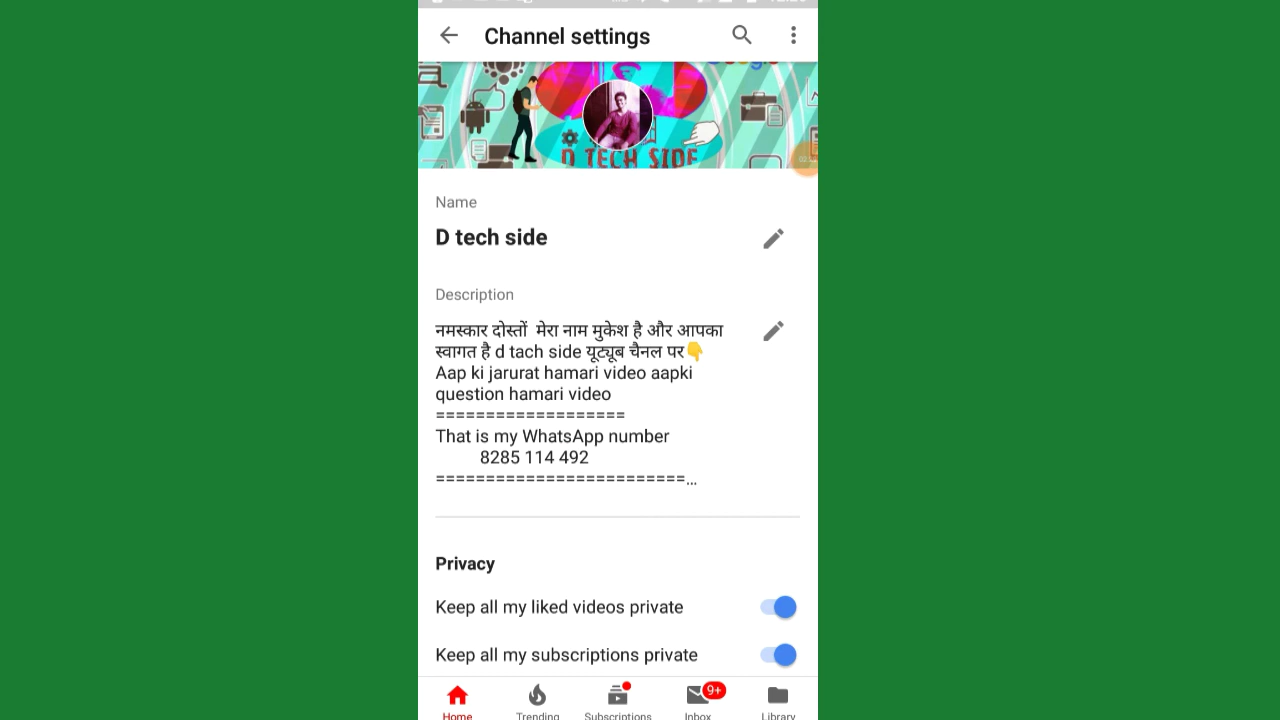 Channel settings
D TECH SIDE
Name
D tech side
Description
नमस्कार दोस्तों मेरा नाम मुकेश है और आपका
स्वागत है d tach side यूट्यूब चैनल पर👇
Aap ki jarurat hamari video aapki
question hamari video
===================
That is my WhatsApp number
8285 114 492
=========================...
Privacy
Keep all my liked videos private
Keep all my subscriptions private
9+
Home Trending Subscriptions Inbox Library